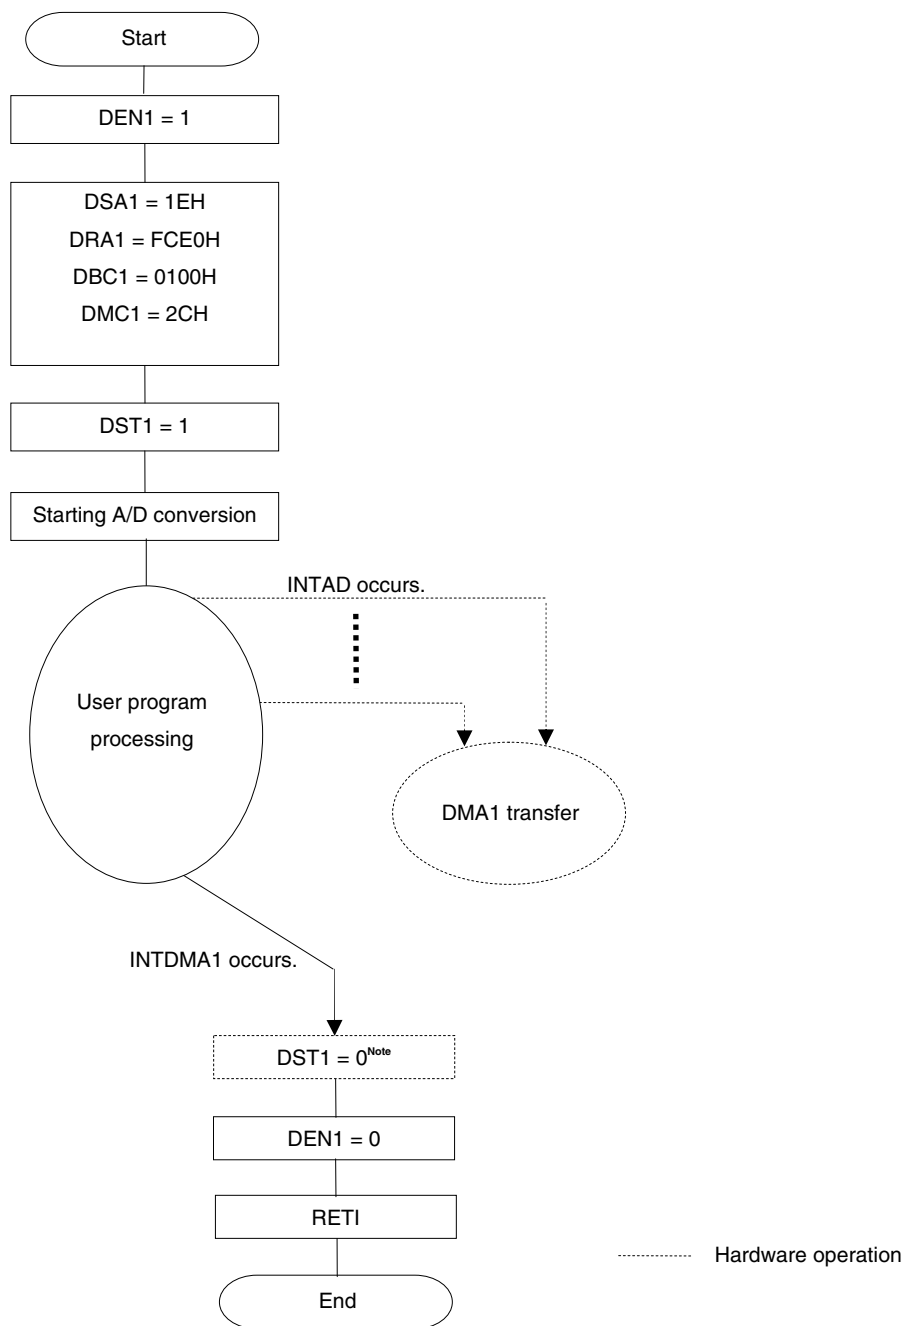 Start
DEN1 = 1
DSA1 = 1EH
DRA1 = FCE0H
DBC1 = 0100H
DMC1 = 2CH
DST1 = 1
Starting A/D conversion
INTAD occurs.
User program
processing
DMA1 transfer
INTDMA1 occurs.
DST1 = 0Note
DEN1 = 0
RETI
Hardware operation
End